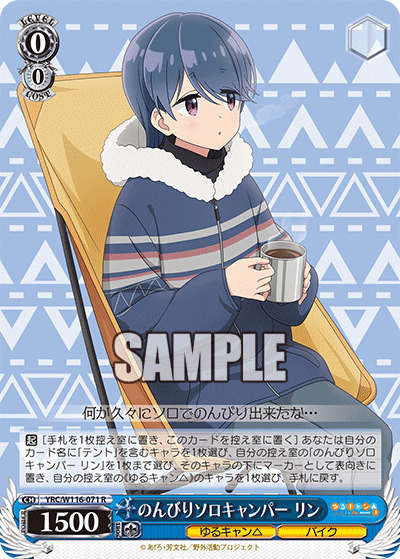 LEVEL
0
0
COST
SAMPLE
何か久々にソロでのんびり出来たな…
起 [手札を1枚控え室に置き、このカードを控え室に置く] あなたは自分の
名に「テント」を含むキャラを1枚選び、自分の控え室の「のんびりソロ
キャンパー リン」を1枚まで選び、そのキャラの下にマーカーとして表向きに
置き、自分の控え室の《ゆるキャン△》のキャラを1枚選び、手札に戻す。
CH YRC/W116-071 R
のんびりソロキャンパー リン
ゆるキャン△
1500
ゆるキャン△
バイク
© あfろ・芳文社／野外活動プロジェクト